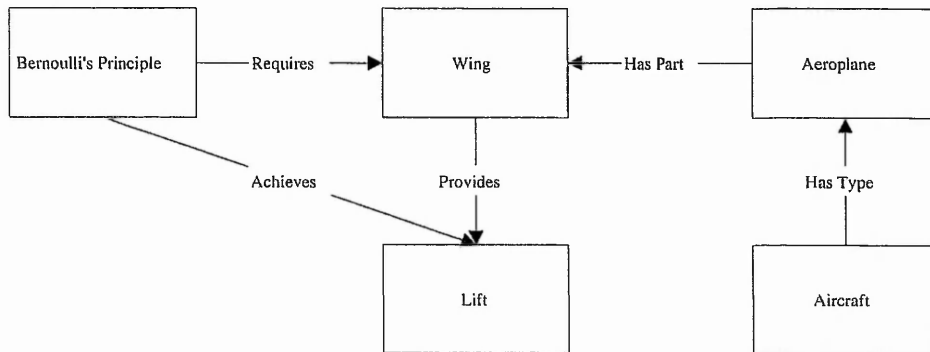 Bernoulli's Principle
Requires
Wing
Has Part
Aeroplane
Achieves
Provides
Has Type
Lift
Aircraft